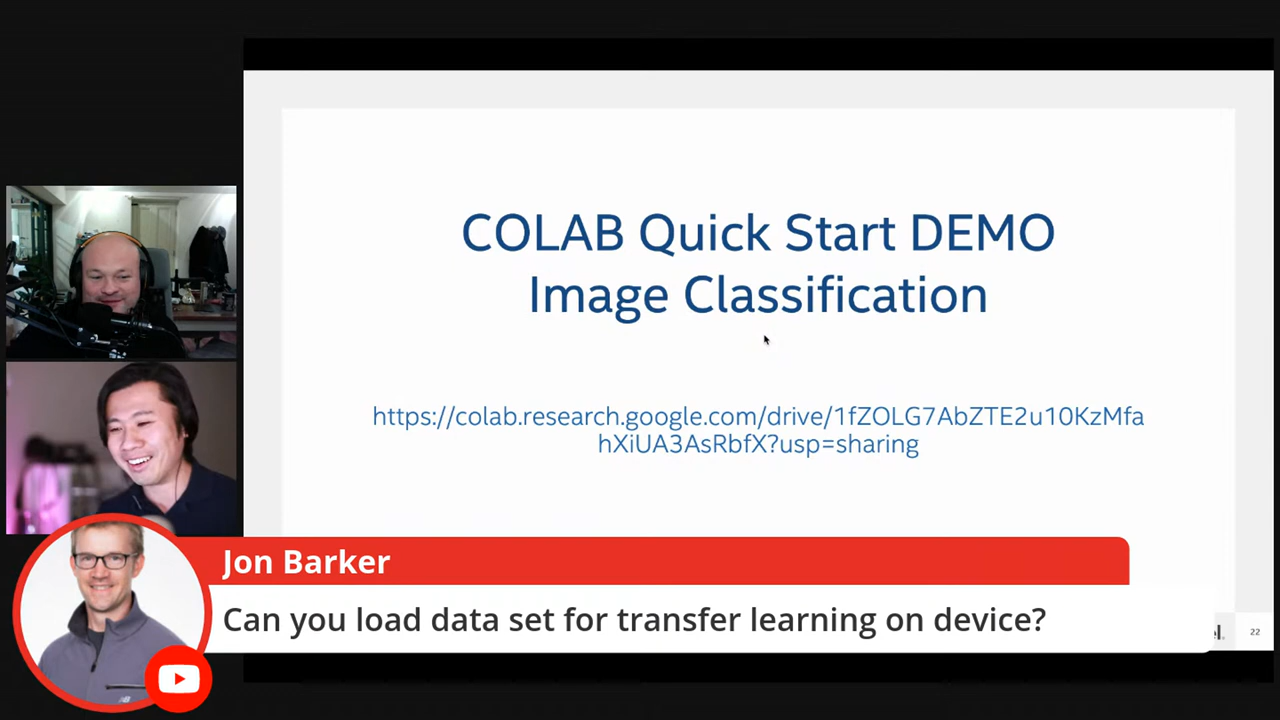 COLAB Quick Start DEMO
Image Classification
https://colab.research.google.com/drive/1fZOLG7AbZTE2u10KzMfa
hXiUA3AsRbfX?usp=sharing
Jon Barker
Can you load data set for transfer learning on device?
22